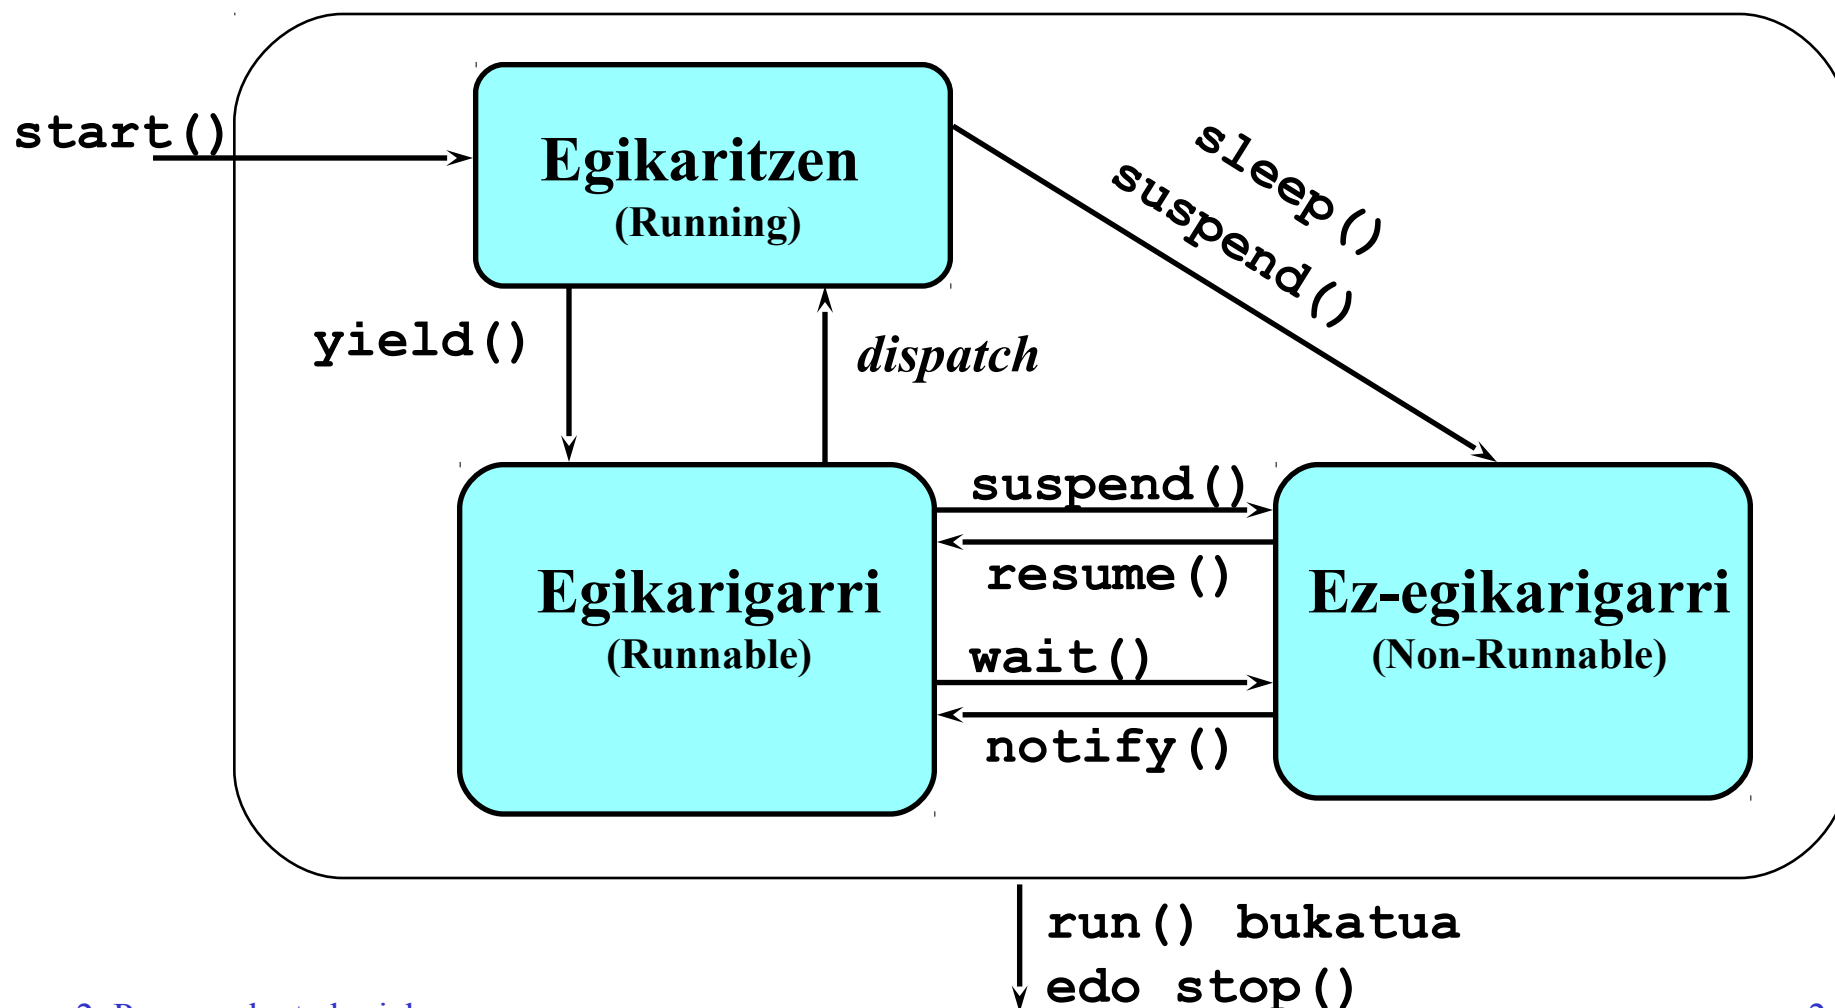 start()
Egikaritzen
(Running)
sleep()
suspend()
yield()
dispatch
suspend()
resume()
wait()
notify()
Egikarigarri
(Runnable)
Ez-egikarigarri
(Non-Runnable)
run() bukatua
edo stop()